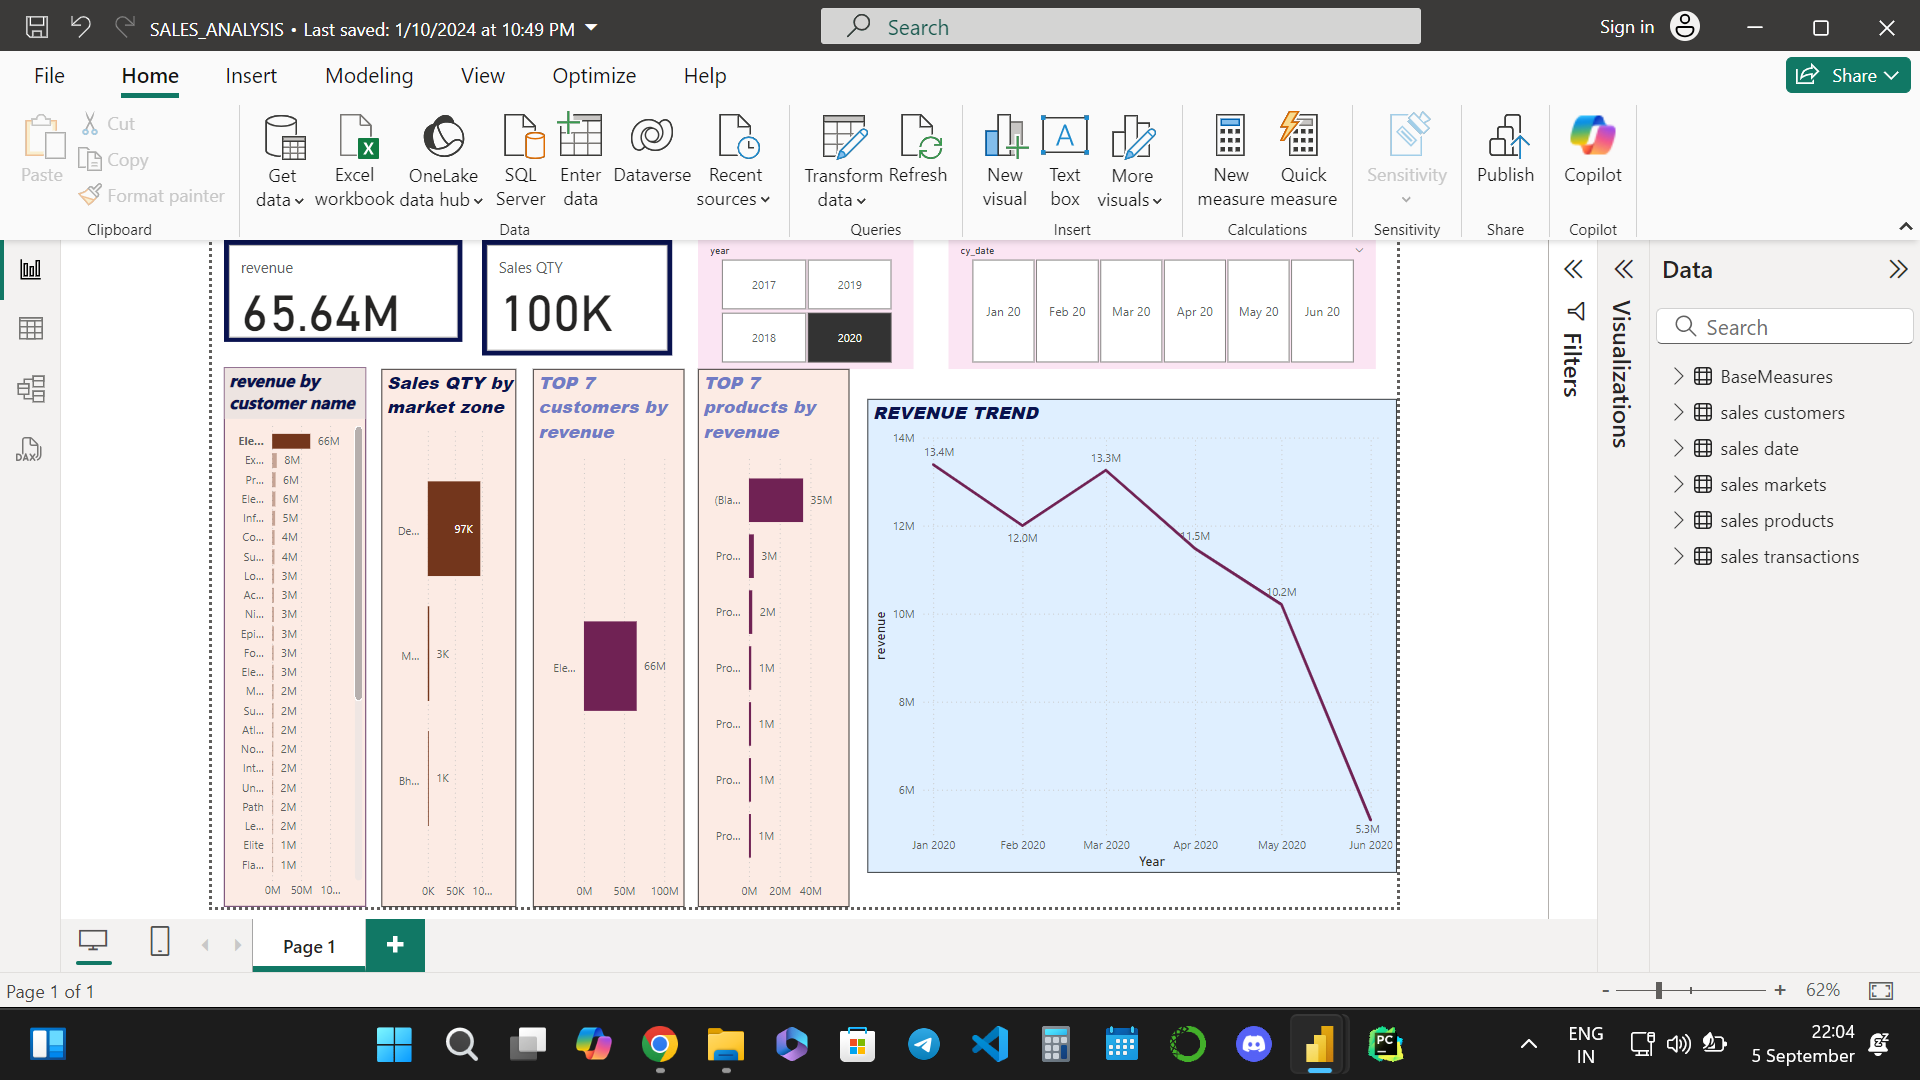 SALES_ANALYSIS • Last saved: 1/10/2024 at 10:49 PM
Search
Sign in
File Home Insert Modeling View Optimize Help
Share
Paste
Cut
Copy
Format painter
Clipboard
Get data
Excel workbook
OneLake data hub
SQL Server
Enter data
Dataverse
Recent sources
Data
Transform data
Refresh
Queries
New visual
Text box
More visuals
Insert
New measure
Quick measure
Calculations
Sensitivity
Sensitivity
Publish
Share
Copilot
Copilot
revenue
65.64M
Sales QTY
100K
year
2017
2019
2018
2020
cy_date
Jan 20
Feb 20
Mar 20
Apr 20
May 20
Jun 20
revenue by
customer name
Ele... 66M
Ex... 8M
Pr... 6M
Ele... 6M
Inf... 5M
Co... 4M
Su... 4M
Lo... 3M
Ac... 3M
Ni... 3M
Epi... 3M
Fo... 3M
Ele... 3M
M... 2M
Su... 2M
Atl... 2M
No... 2M
Int... 2M
Un... 2M
Path 2M
Le... 2M
Elite 1M
Fla... 1M
0M 50M 10...
Sales QTY by
market zone
De... 97K
M... 3K
Bh... 1K
0K 50K 10...
TOP 7
customers by
revenue
Ele... 66M
0M 50M 100M
TOP 7
products by
revenue
(Bla... 35M
Pro... 3M
Pro... 2M
Pro... 1M
Pro... 1M
Pro... 1M
Pro... 1M
0M 20M 40M
REVENUE TREND
revenue
14M
12M
10M
8M
6M
13.4M
12.0M
13.3M
11.5M
10.2M
5.3M
Jan 2020 Feb 2020 Mar 2020 Apr 2020 May 2020 Jun 2020
Year
Filters
Visualizations
Data
Search
BaseMeasures
sales customers
sales date
sales markets
sales products
sales transactions
DAX
Page 1
+
Page 1 of 1
- + 62%
PC
ENG
IN
22:04
5 September